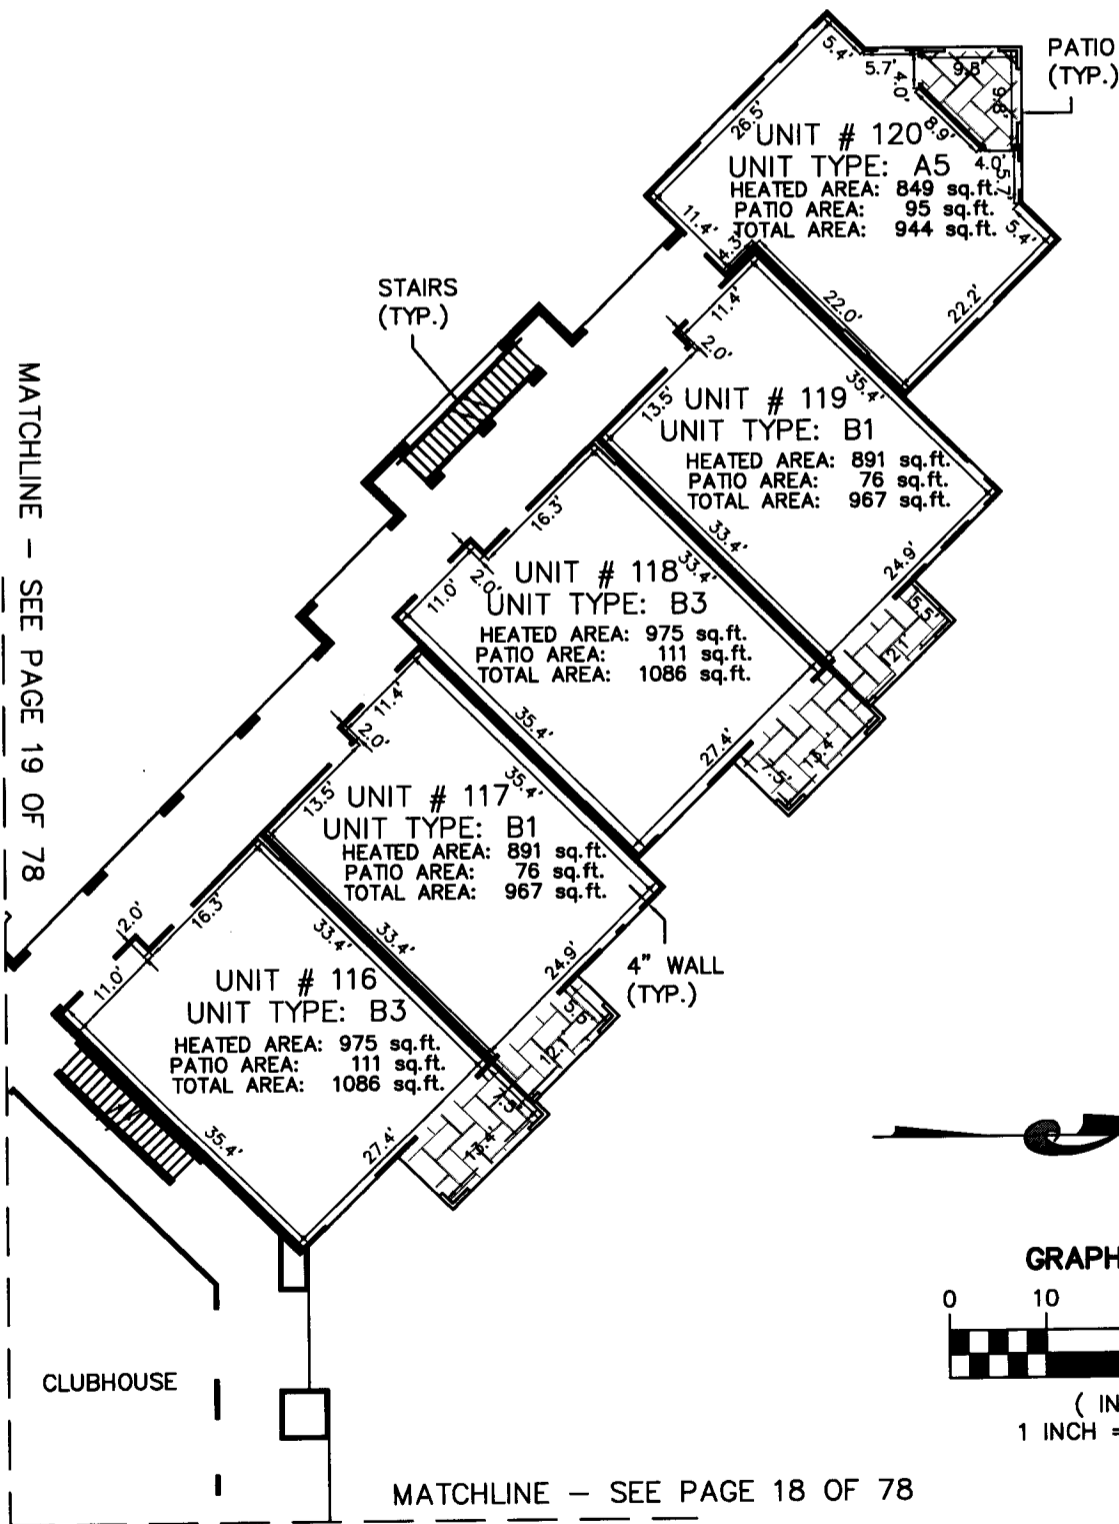 PATIO
(TYP.)
5.4'
5.7'
4.0'
9.8'
9.8'
26.5'
8.9'
UNIT # 120
UNIT TYPE: A5
HEATED AREA: 849 sq.ft.
PATIO AREA: 95 sq.ft.
TOTAL AREA: 944 sq.ft.
4.0'
5.7'
5.4'
11.4'
4.3'
22.0'
22.2'
STAIRS
(TYP.)
11.4'
2.0'
35.4'
13.5'
UNIT # 119
UNIT TYPE: B1
HEATED AREA: 891 sq.ft.
PATIO AREA: 76 sq.ft.
TOTAL AREA: 967 sq.ft.
33.4'
24.9'
5.5'
12.1'
16.3'
11.0'
2.0'
33.4'
UNIT # 118
UNIT TYPE: B3
HEATED AREA: 975 sq.ft.
PATIO AREA: 111 sq.ft.
TOTAL AREA: 1086 sq.ft.
35.4'
27.4'
7.5'
13.4'
MATCHLINE - SEE PAGE 19 OF 78
11.4'
2.0'
35.4'
13.5'
UNIT # 117
UNIT TYPE: B1
HEATED AREA: 891 sq.ft.
PATIO AREA: 76 sq.ft.
TOTAL AREA: 967 sq.ft.
33.4'
24.9'
5.5'
12.1'
4" WALL
(TYP.)
16.3'
2.0'
11.0'
33.4'
UNIT # 116
UNIT TYPE: B3
HEATED AREA: 975 sq.ft.
PATIO AREA: 111 sq.ft.
TOTAL AREA: 1086 sq.ft.
35.4'
27.4'
7.5'
13.4'
GRAPH
0 10
( IN
1 INCH =
CLUBHOUSE
MATCHLINE - SEE PAGE 18 OF 78